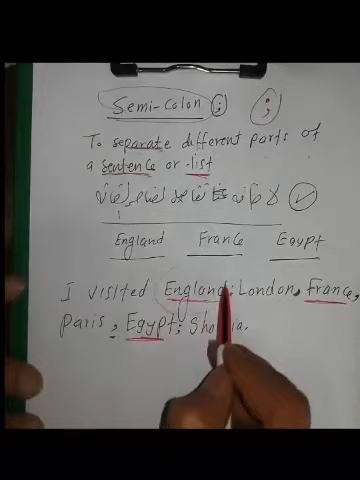 Semi-colon ; ;
To separate different parts of
a sentence or list
England France Egypt
I visited England; London, France,
Paris, Egypt;